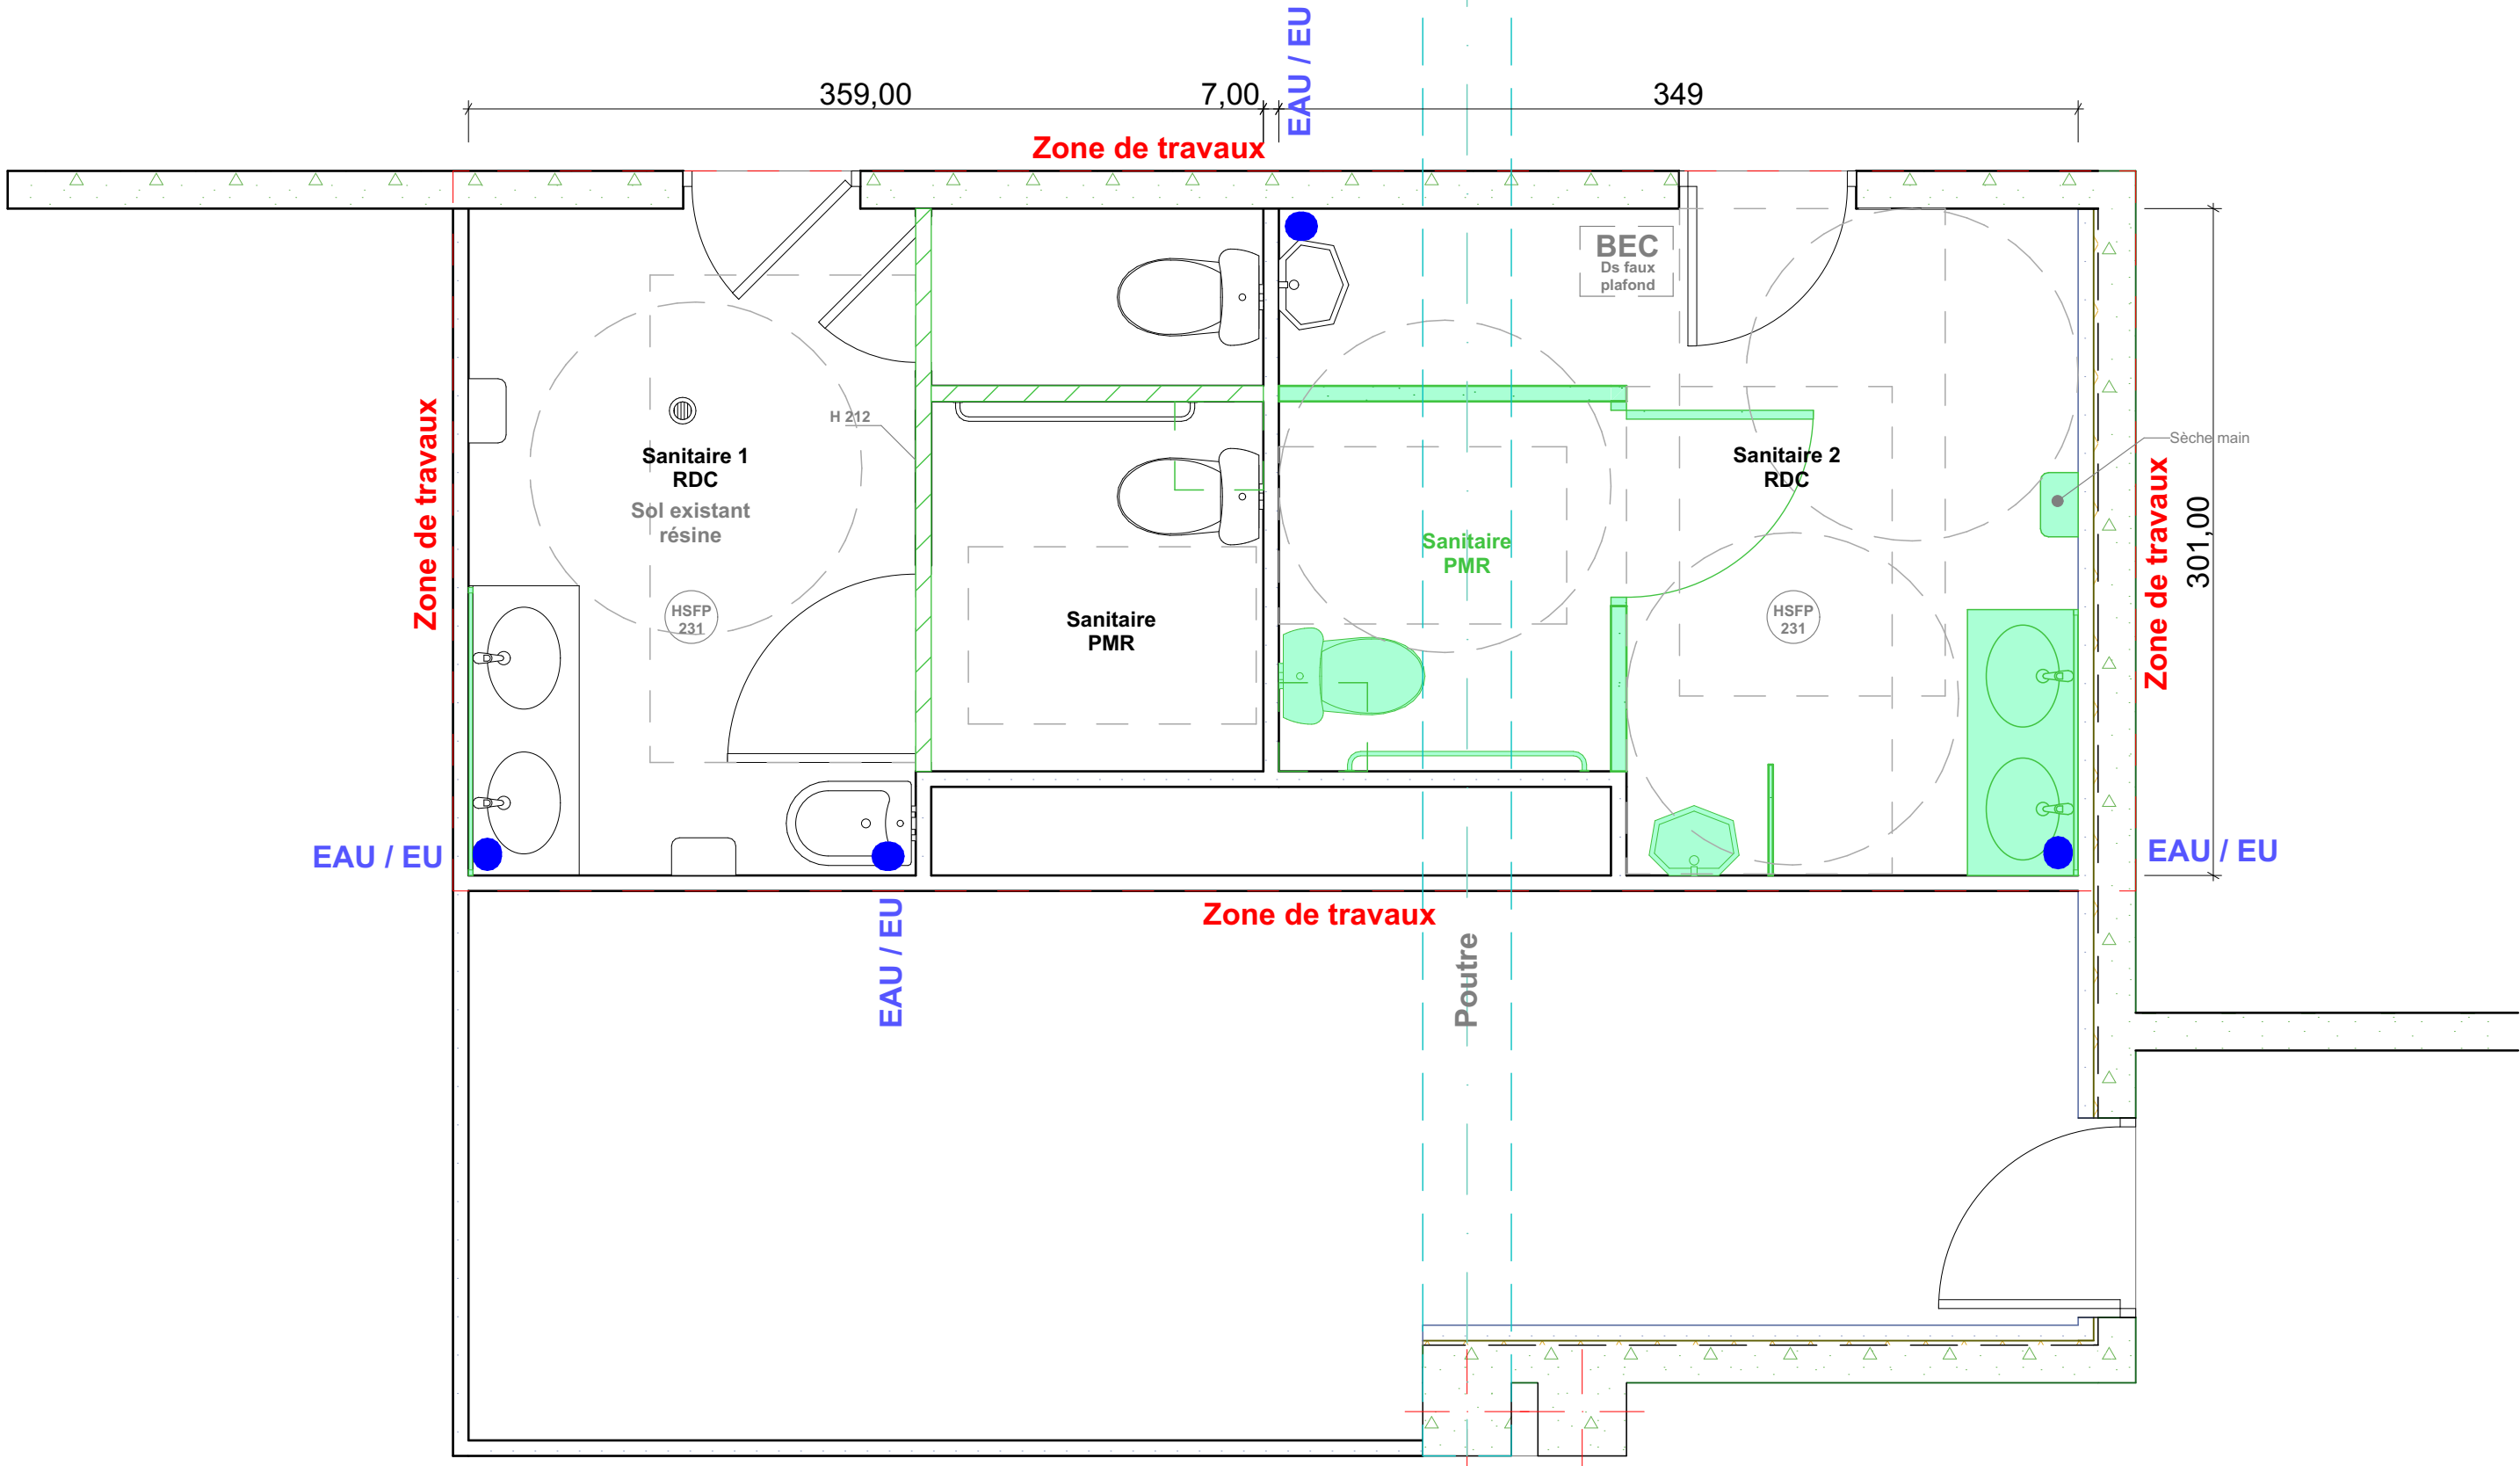 EAU / EU
359,00
7,00
349
Zone de travaux
BEC
Ds faux
plafond
H 212
Sèche main
Sanitaire 1
RDC
Sol existant
résine
Sanitaire 2
RDC
Zone de travaux
Zone de travaux
301,00
Sanitaire
PMR
HSFP
231
Sanitaire
PMR
HSFP
231
EAU / EU
EAU / EU
Zone de travaux
EAU / EU
Poutre